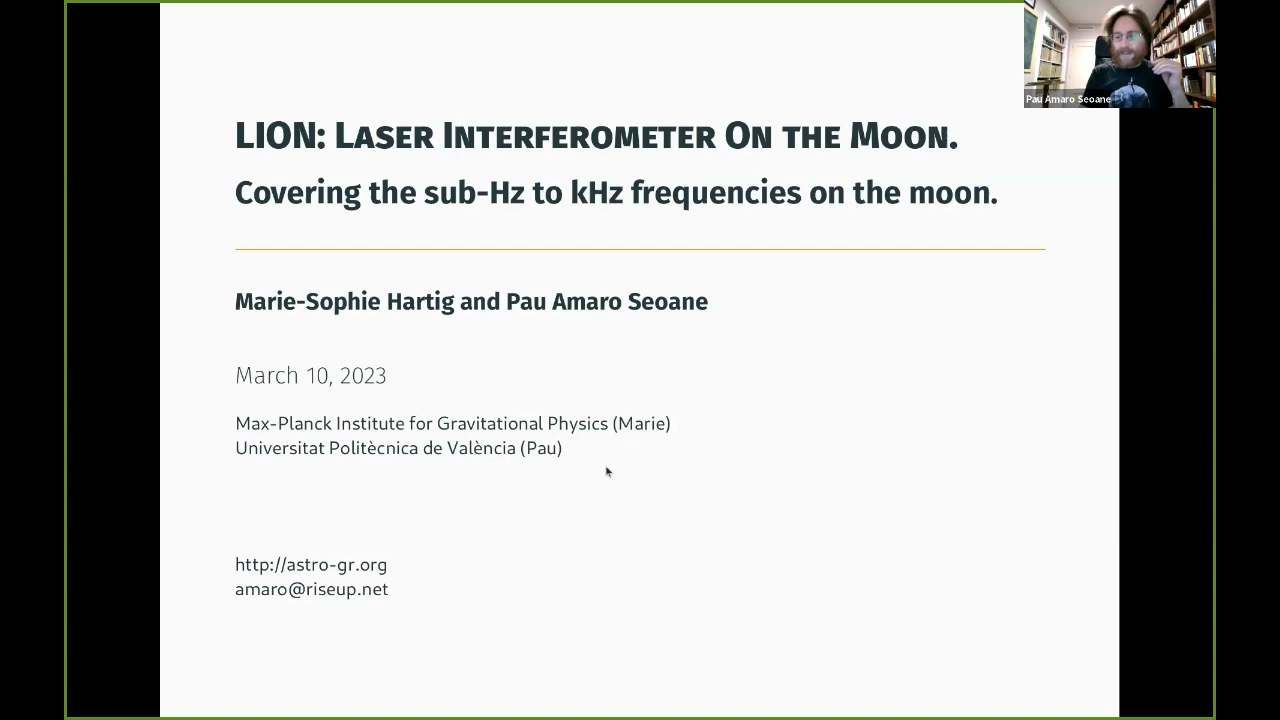 Pau Amaro Seoane
LION: LASER INTERFEROMETER ON THE MOON.
Covering the sub-Hz to kHz frequencies on the moon.
Marie-Sophie Hartig and Pau Amaro Seoane
March 10, 2023
Max-Planck Institute for Gravitational Physics (Marie)
Universitat Politècnica de València (Pau)
http://astro-gr.org
amaro@riseup.net